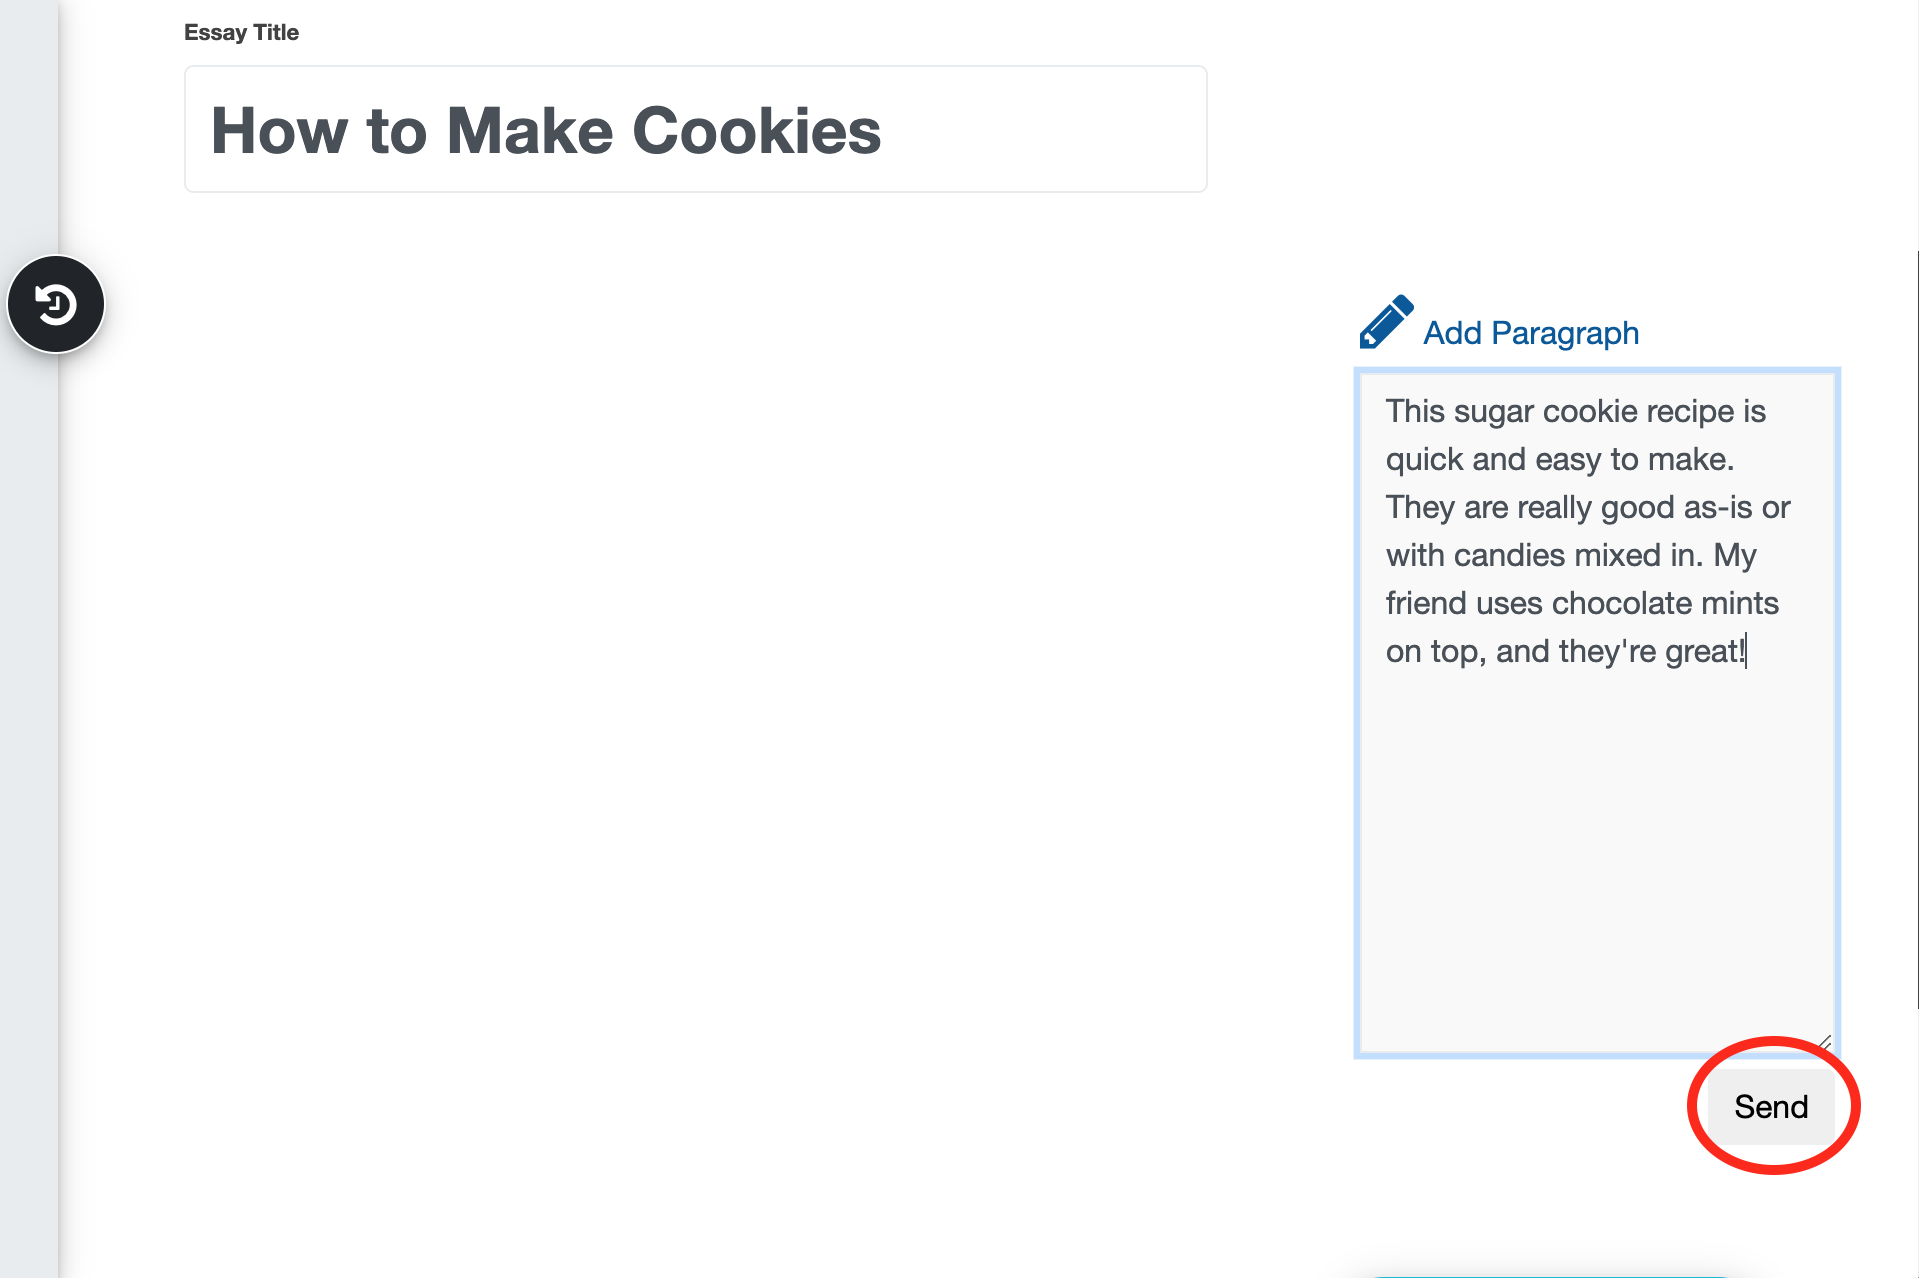 Essay Title
How to Make Cookies
Add Paragraph
This sugar cookie recipe is
quick and easy to make.
They are really good as-is or
with candies mixed in. My
friend uses chocolate mints
on top, and they're great!
Send